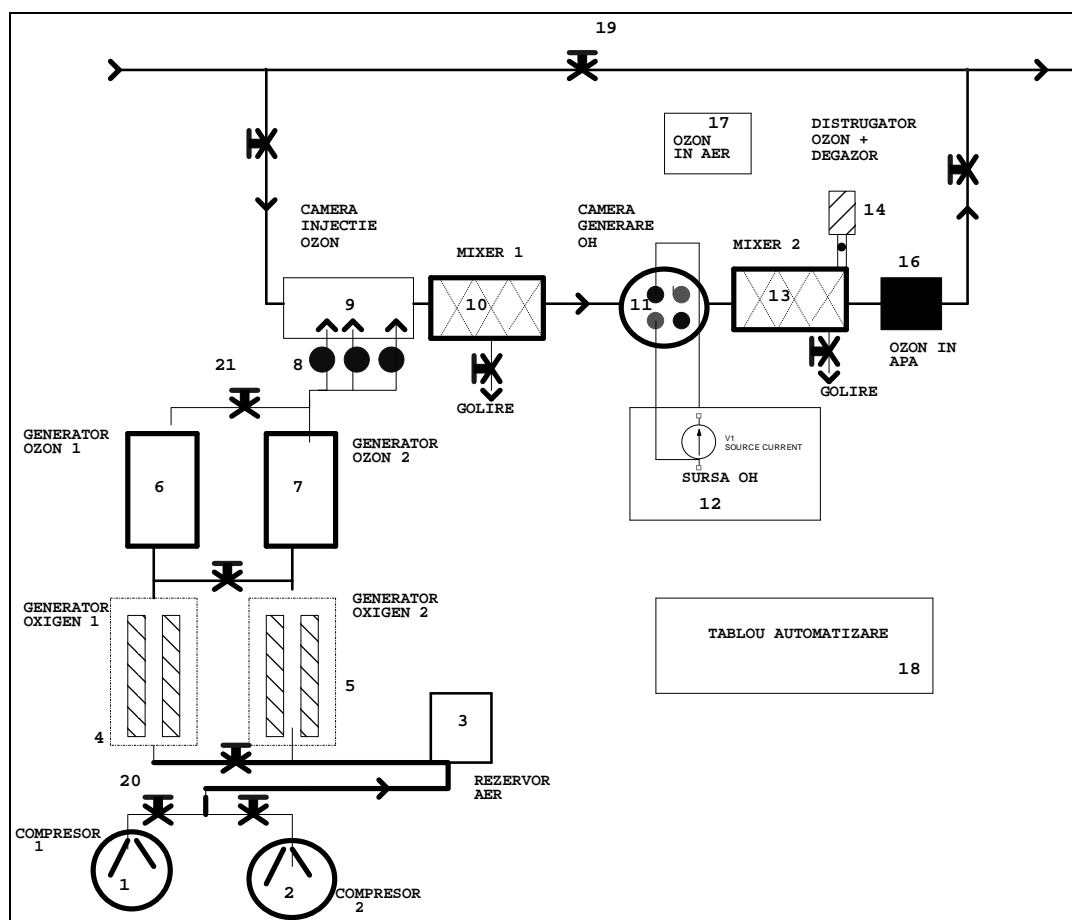 19
17
OZON
IN AER
DISTRUGATOR
OZON +
DEGAZOR
14
CAMERA
INJECTIE
OZON
CAMERA
GENERARE
OH
MIXER 1
MIXER 2
16
9
10
11
13
OZON IN
APA
8
21
GOLIRE
GOLIRE
GENERATOR
OZON 1
GENERATOR
OZON 2
V1
SOURCE CURRENT
SURSA OH
12
6
7
GENERATOR
OXIGEN 1
GENERATOR
OXIGEN 2
TABLOU AUTOMATIZARE
18
5
4
3
REZERVOR
AER
20
COMPRESOR
1
1
2
COMPRESOR
2